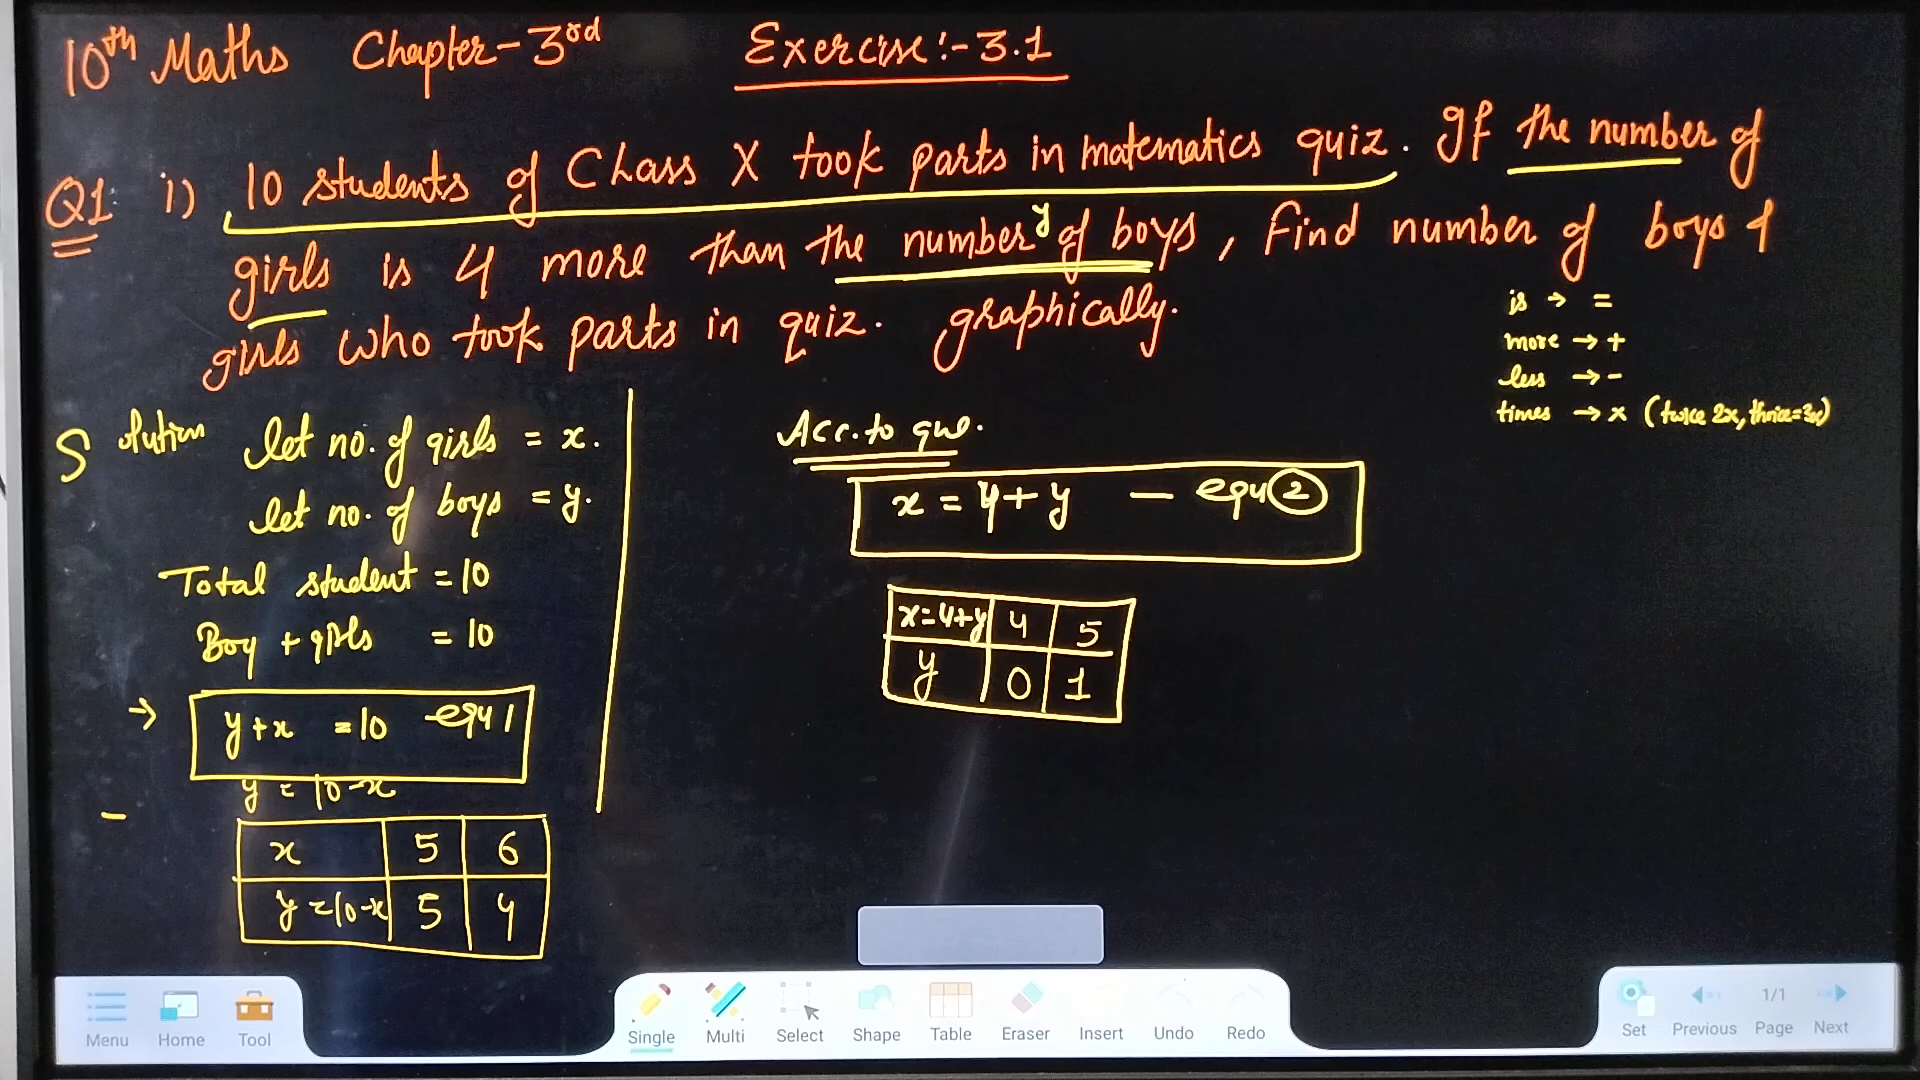 10th Maths Chapter-3rd Exercise:-3.1
Q1. i) 10 students of Class X took parts in matematics quiz. If the number of
girls is 4 more than the number y of boys, Find number of boys &
girls who took parts in quiz. graphically.
is → =
more → +
less → -
times → x (twice 2x, thrice=3x)
Solution let no. of girls = x.
let no. of boys = y.
Total student = 10
Boy + girls = 10
→ y+x = 10 - equ 1
y = 10-x
x 5 6
y=10-x 5 4
Acc. to que.
x = 4+y — equ 2
x=4+y 4 5
y 0 1
Menu Home Tool
Single Multi Select Shape Table Eraser Insert Undo Redo
Set Previous 1/1 Page Next